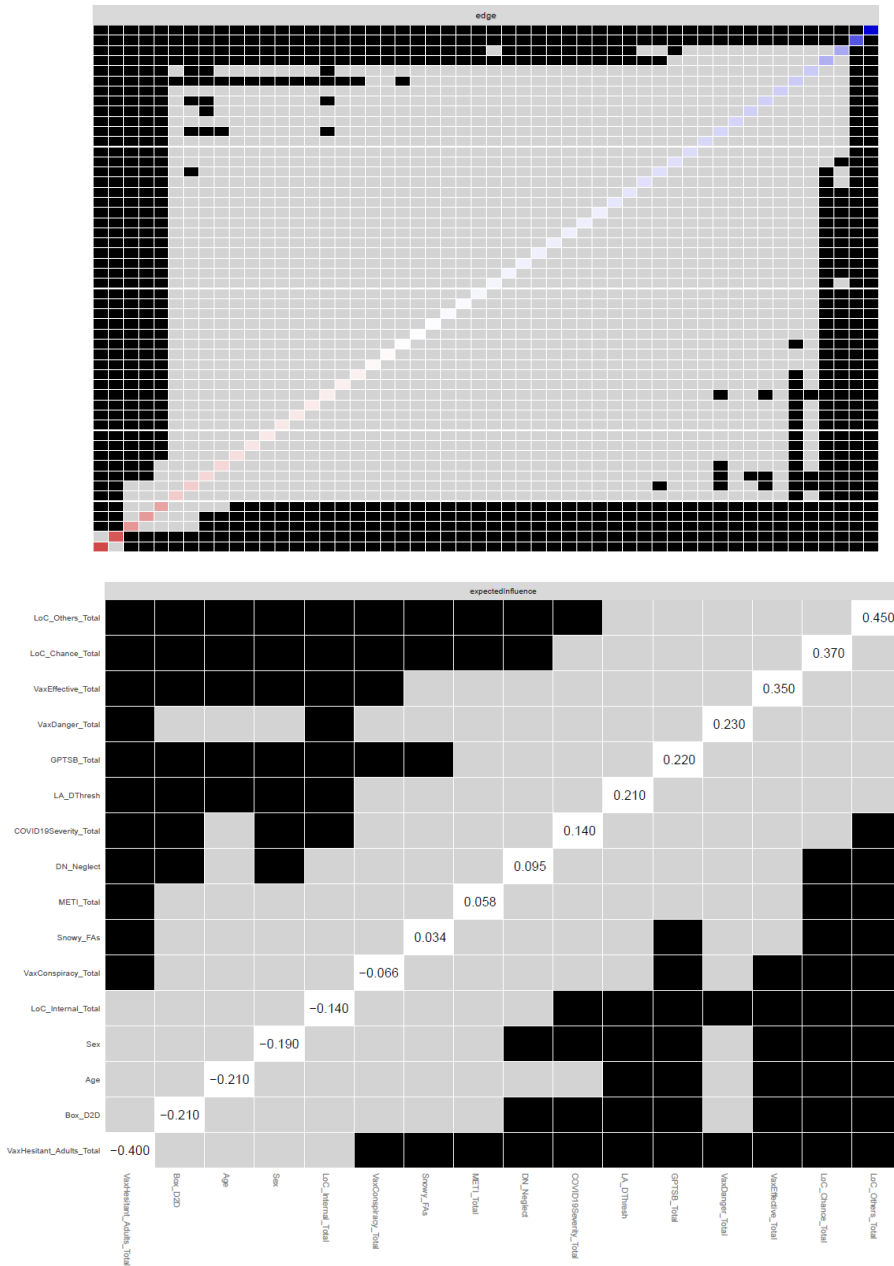 edge
expectedInfluence
LoC_Others_Total
0.450
LoC_Chance_Total
0.370
VaxEffective_Total
0.350
VaxDanger_Total
0.230
GPTSB_Total
0.220
LA_DThresh
0.210
COVID19Severity_Total
0.140
DN_Neglect
0.095
METI_Total
0.058
Snowy_FAs
0.034
VaxConspiracy_Total
−0.066
LoC_Internal_Total
−0.140
Sex
−0.190
Age
−0.210
Box_D2D
−0.210
VaxHesitant_Adults_Total
−0.400
VaxHesitant_Adults_Total
Box_D2D
Age
Sex
LoC_Internal_Total
VaxConspiracy_Total
Snowy_FAs
METI_Total
DN_Neglect
COVID19Severity_Total
LA_DThresh
GPTSB_Total
VaxDanger_Total
VaxEffective_Total
LoC_Chance_Total
LoC_Others_Total